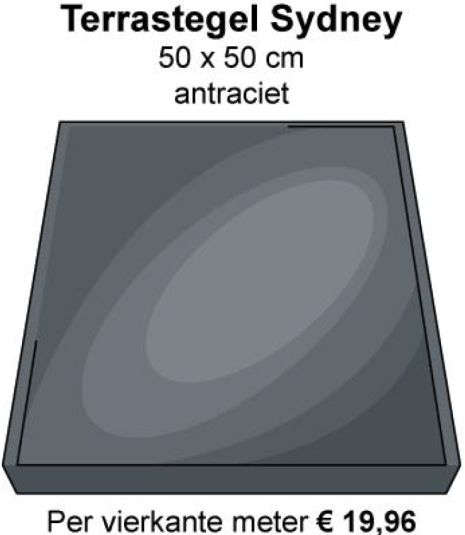 Terrastegel Sydney
50 x 50 cm
antraciet
Per vierkante meter € 19,96